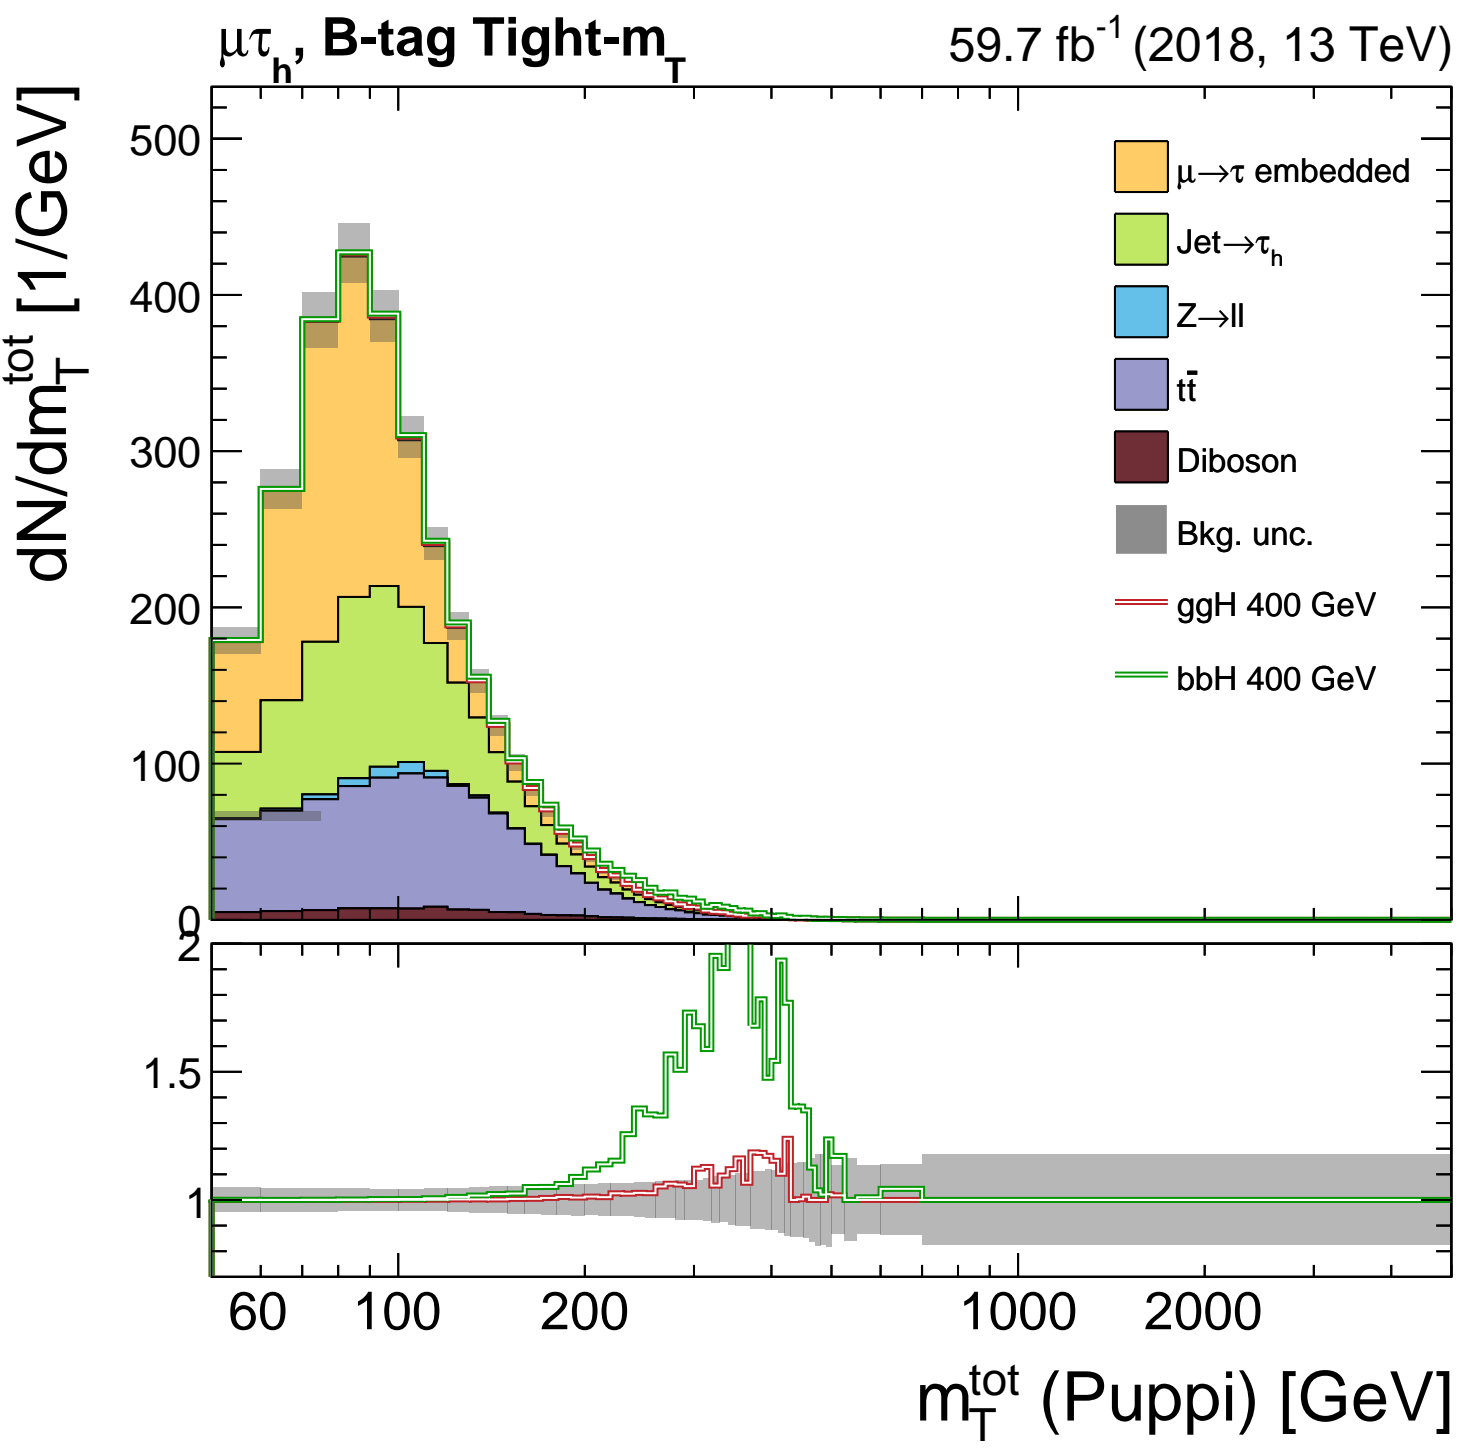 μτh, B-tag Tight-mT
59.7 fb-1 (2018, 13 TeV)
dN/dmTtot [1/GeV]
500
400
300
200
100
0
μ→τ embedded
Jet→τh
Z→ll
tt̄
Diboson
Bkg. unc.
ggH 400 GeV
bbH 400 GeV
2
1.5
1
60 100 200 1000 2000
mTtot (Puppi) [GeV]